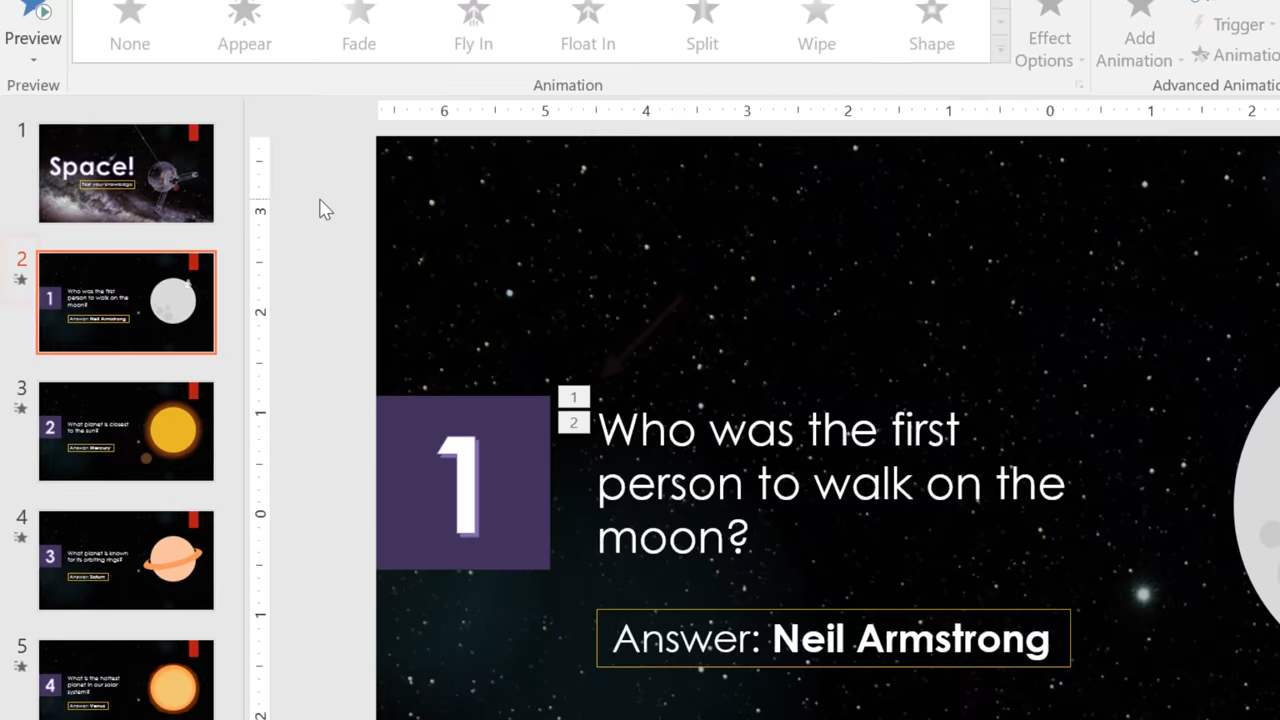 Preview
None
Appear
Fade
Fly In
Float In
Split
Wipe
Shape
Effect
Options
Add
Animation
Trigger
Animatio
Preview
Animation
Advanced Animatic
6 5 4 3 2 1 0 1 2
3
2
1
0
1
2
1
Space!
Test your knowledge
2
1
Who was the first
person to walk on the
moon?
Answer: Neil Armstrong
3
2
What planet is closest
to the sun?
Answer: Mercury
4
3
What planet is known
for its orbiting rings?
Answer: Saturn
5
4
What is the hottest
planet in our solar
system?
Answer: Venus
1
1
2
Who was the first
person to walk on the
moon?
Answer: Neil Armstrong